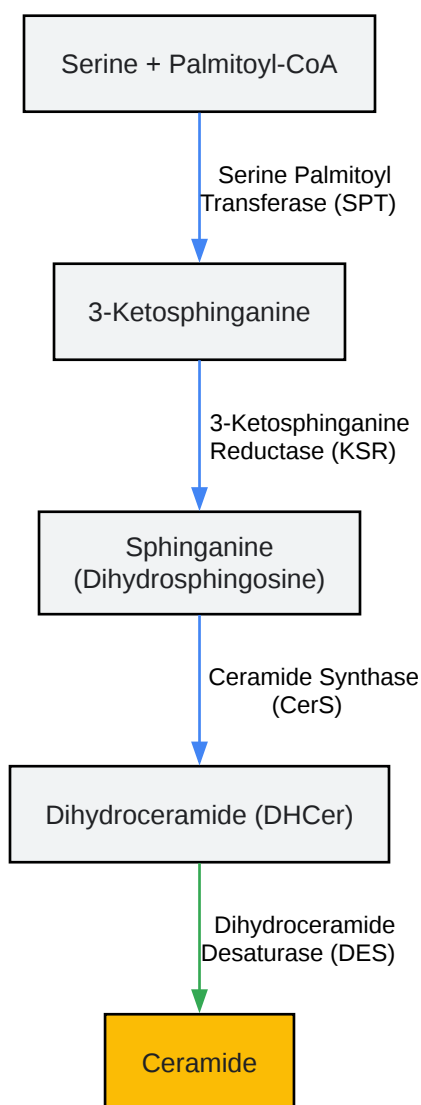 Serine + Palmitoyl-CoA
Serine Palmitoyl
Transferase (SPT)
3-Ketosphinganine
3-Ketosphinganine
Reductase (KSR)
Sphinganine
(Dihydrosphingosine)
Ceramide Synthase
(CerS)
Dihydroceramide (DHCer)
Dihydroceramide
Desaturase (DES)
Ceramide